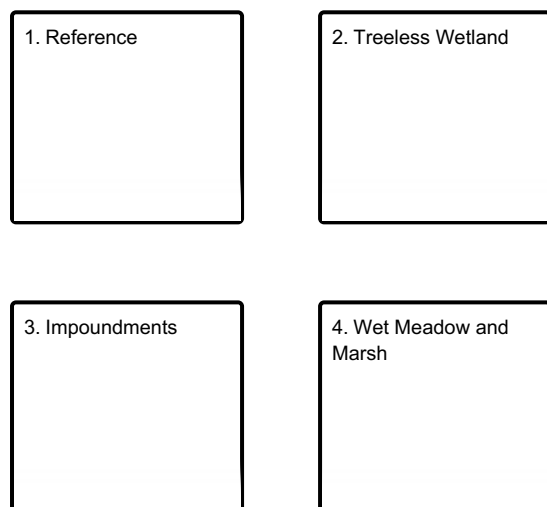 1. Reference
2. Treeless Wetland
3. Impoundments
4. Wet Meadow and
Marsh